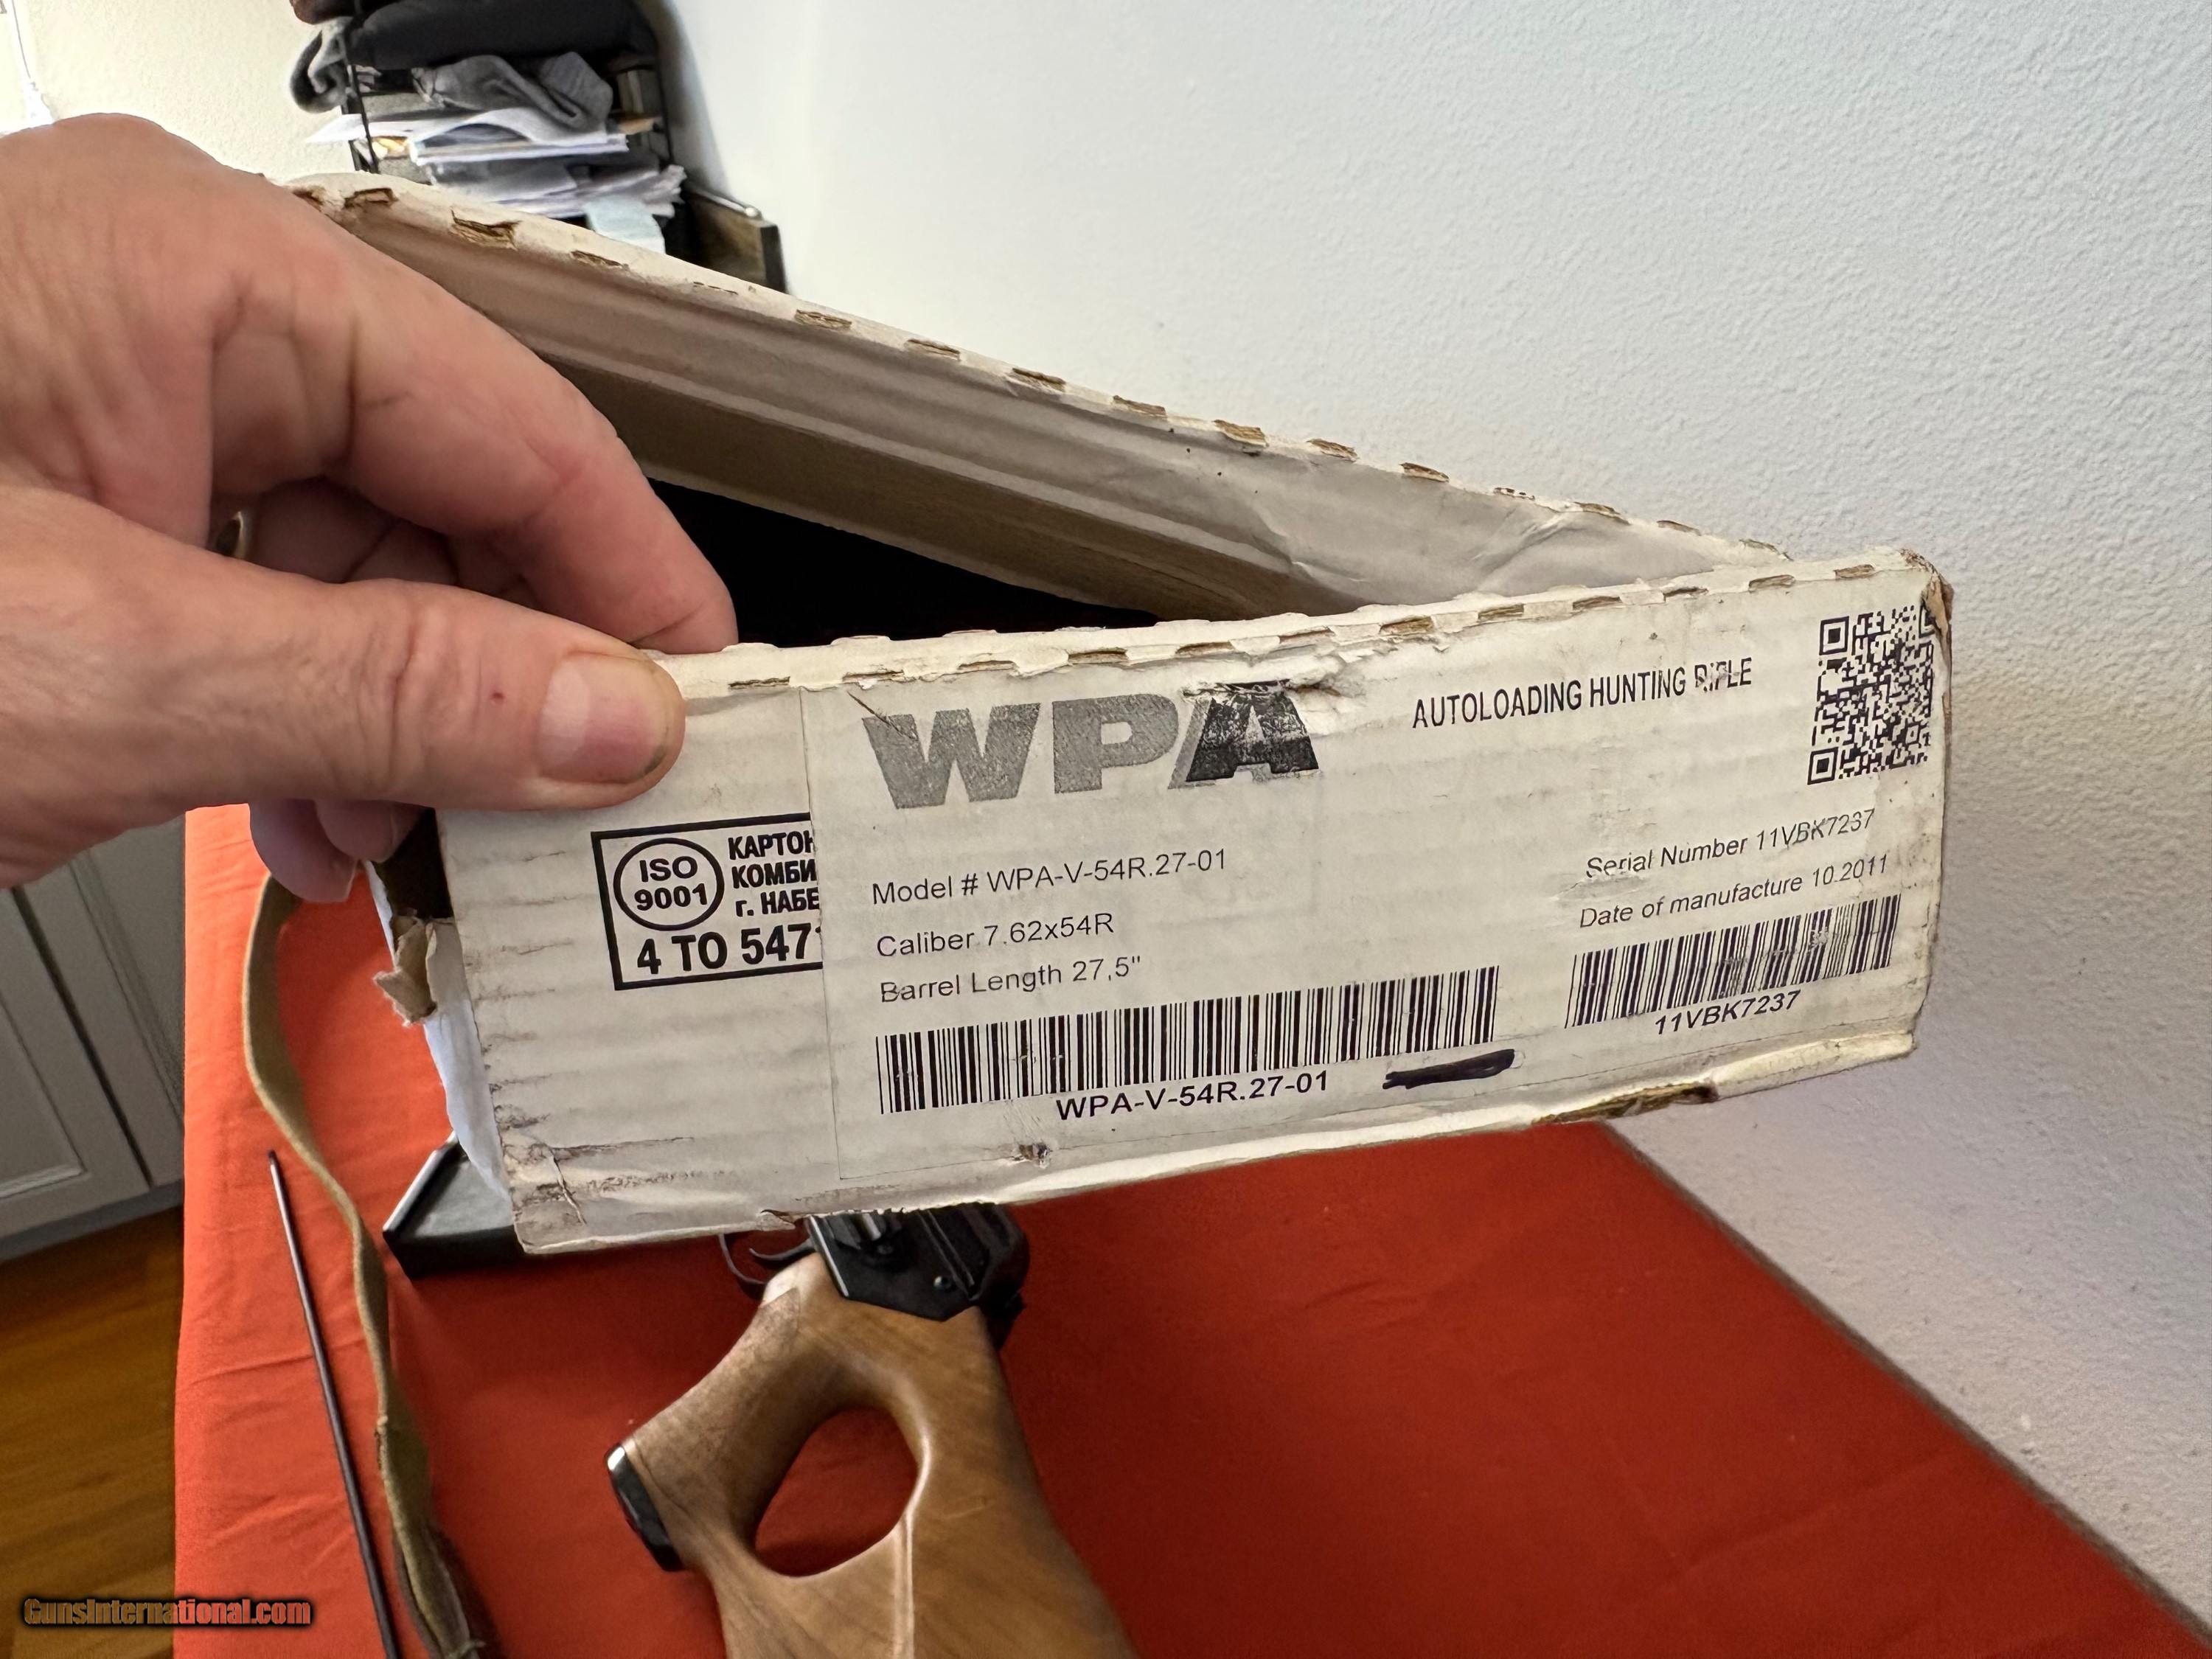 WPA
AUTOLOADING HUNTING RIFLE
ISO
9001
КАРТОН
КОМБИ
г. НАБЕ
4 ТО 547
Model # WPA-V-54R.27-01
Caliber 7.62x54R
Barrel Length 27,5"
WPA-V-54R.27-01
Serial Number 11VBK7237
Date of manufacture 10.2011
11VBK7237
GunsInternational.com